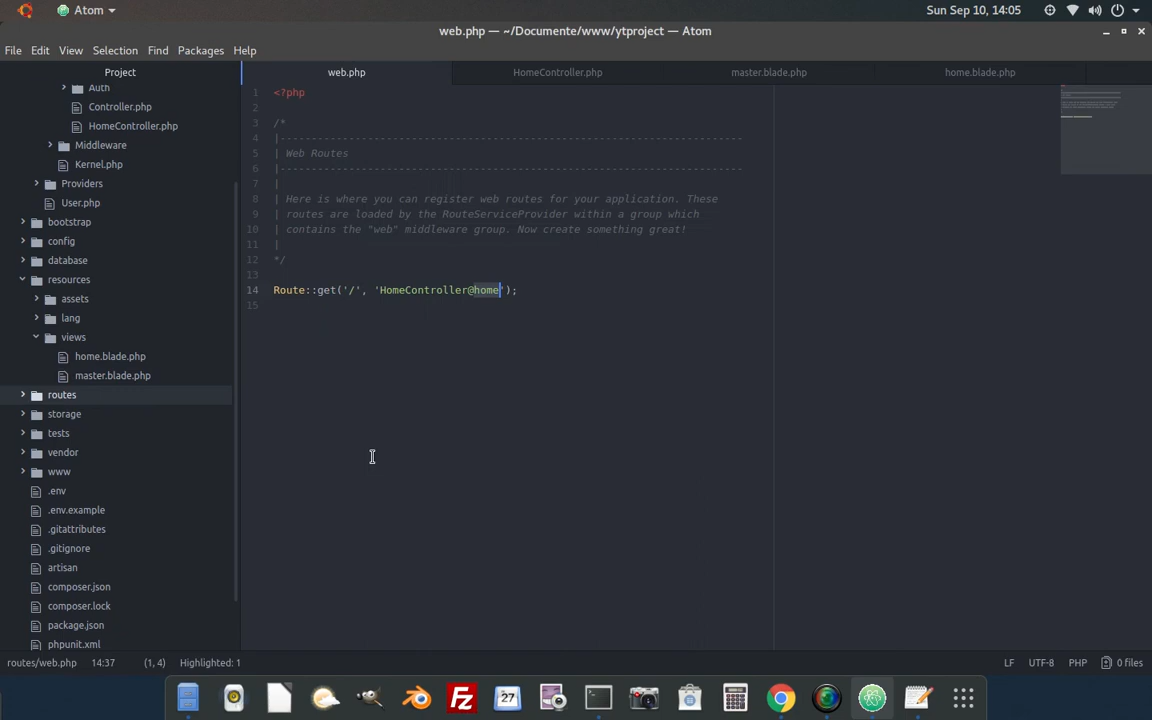 Atom
Sun Sep 10, 14:05
web.php — ~/Documente/www/ytproject — Atom
File Edit View Selection Find Packages Help
Project
Auth
Controller.php
HomeController.php
Middleware
Kernel.php
Providers
User.php
bootstrap
config
database
resources
assets
lang
views
home.blade.php
master.blade.php
routes
storage
tests
vendor
www
.env
.env.example
.gitattributes
.gitignore
artisan
composer.json
composer.lock
package.json
phpunit.xml
web.php HomeController.php master.blade.php home.blade.php
1 <?php
2
3 /*
4 |--------------------------------------------------------------------------
5 | Web Routes
6 |--------------------------------------------------------------------------
7 |
8 | Here is where you can register web routes for your application. These
9 | routes are loaded by the RouteServiceProvider within a group which
10 | contains the "web" middleware group. Now create something great!
11 |
12 */
13
14 Route::get('/', 'HomeController@home');
15
routes/web.php 14:37 (1, 4) Highlighted: 1 LF UTF-8 PHP 0 files
27